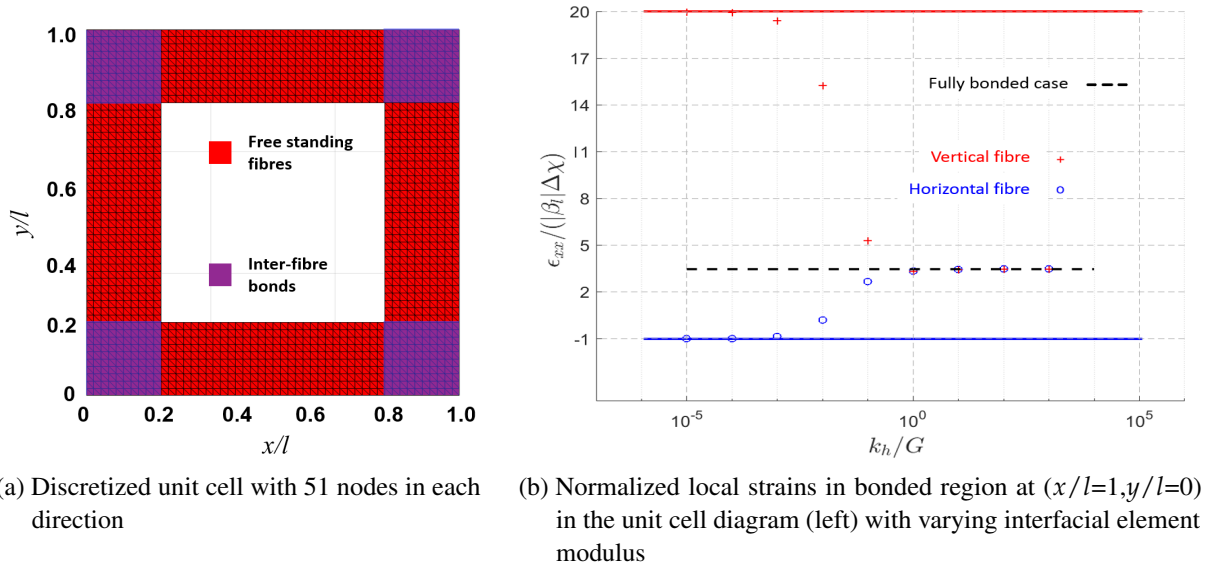 1.0
0.8
0.6
0.4
0.2
0
y/l
Free standing
fibres
Inter-fibre
bonds
0 0.2 0.4 0.6 0.8 1.0
x/l
20
17
14
11
8
5
2
-1
ϵxx/(|βl|Δχ)
Fully bonded case
Vertical fibre
Horizontal fibre
10^-5 10^0 10^5
kh/G
(a) Discretized unit cell with 51 nodes in each
direction
(b) Normalized local strains in bonded region at (x/l=1,y/l=0)
in the unit cell diagram (left) with varying interfacial element
modulus